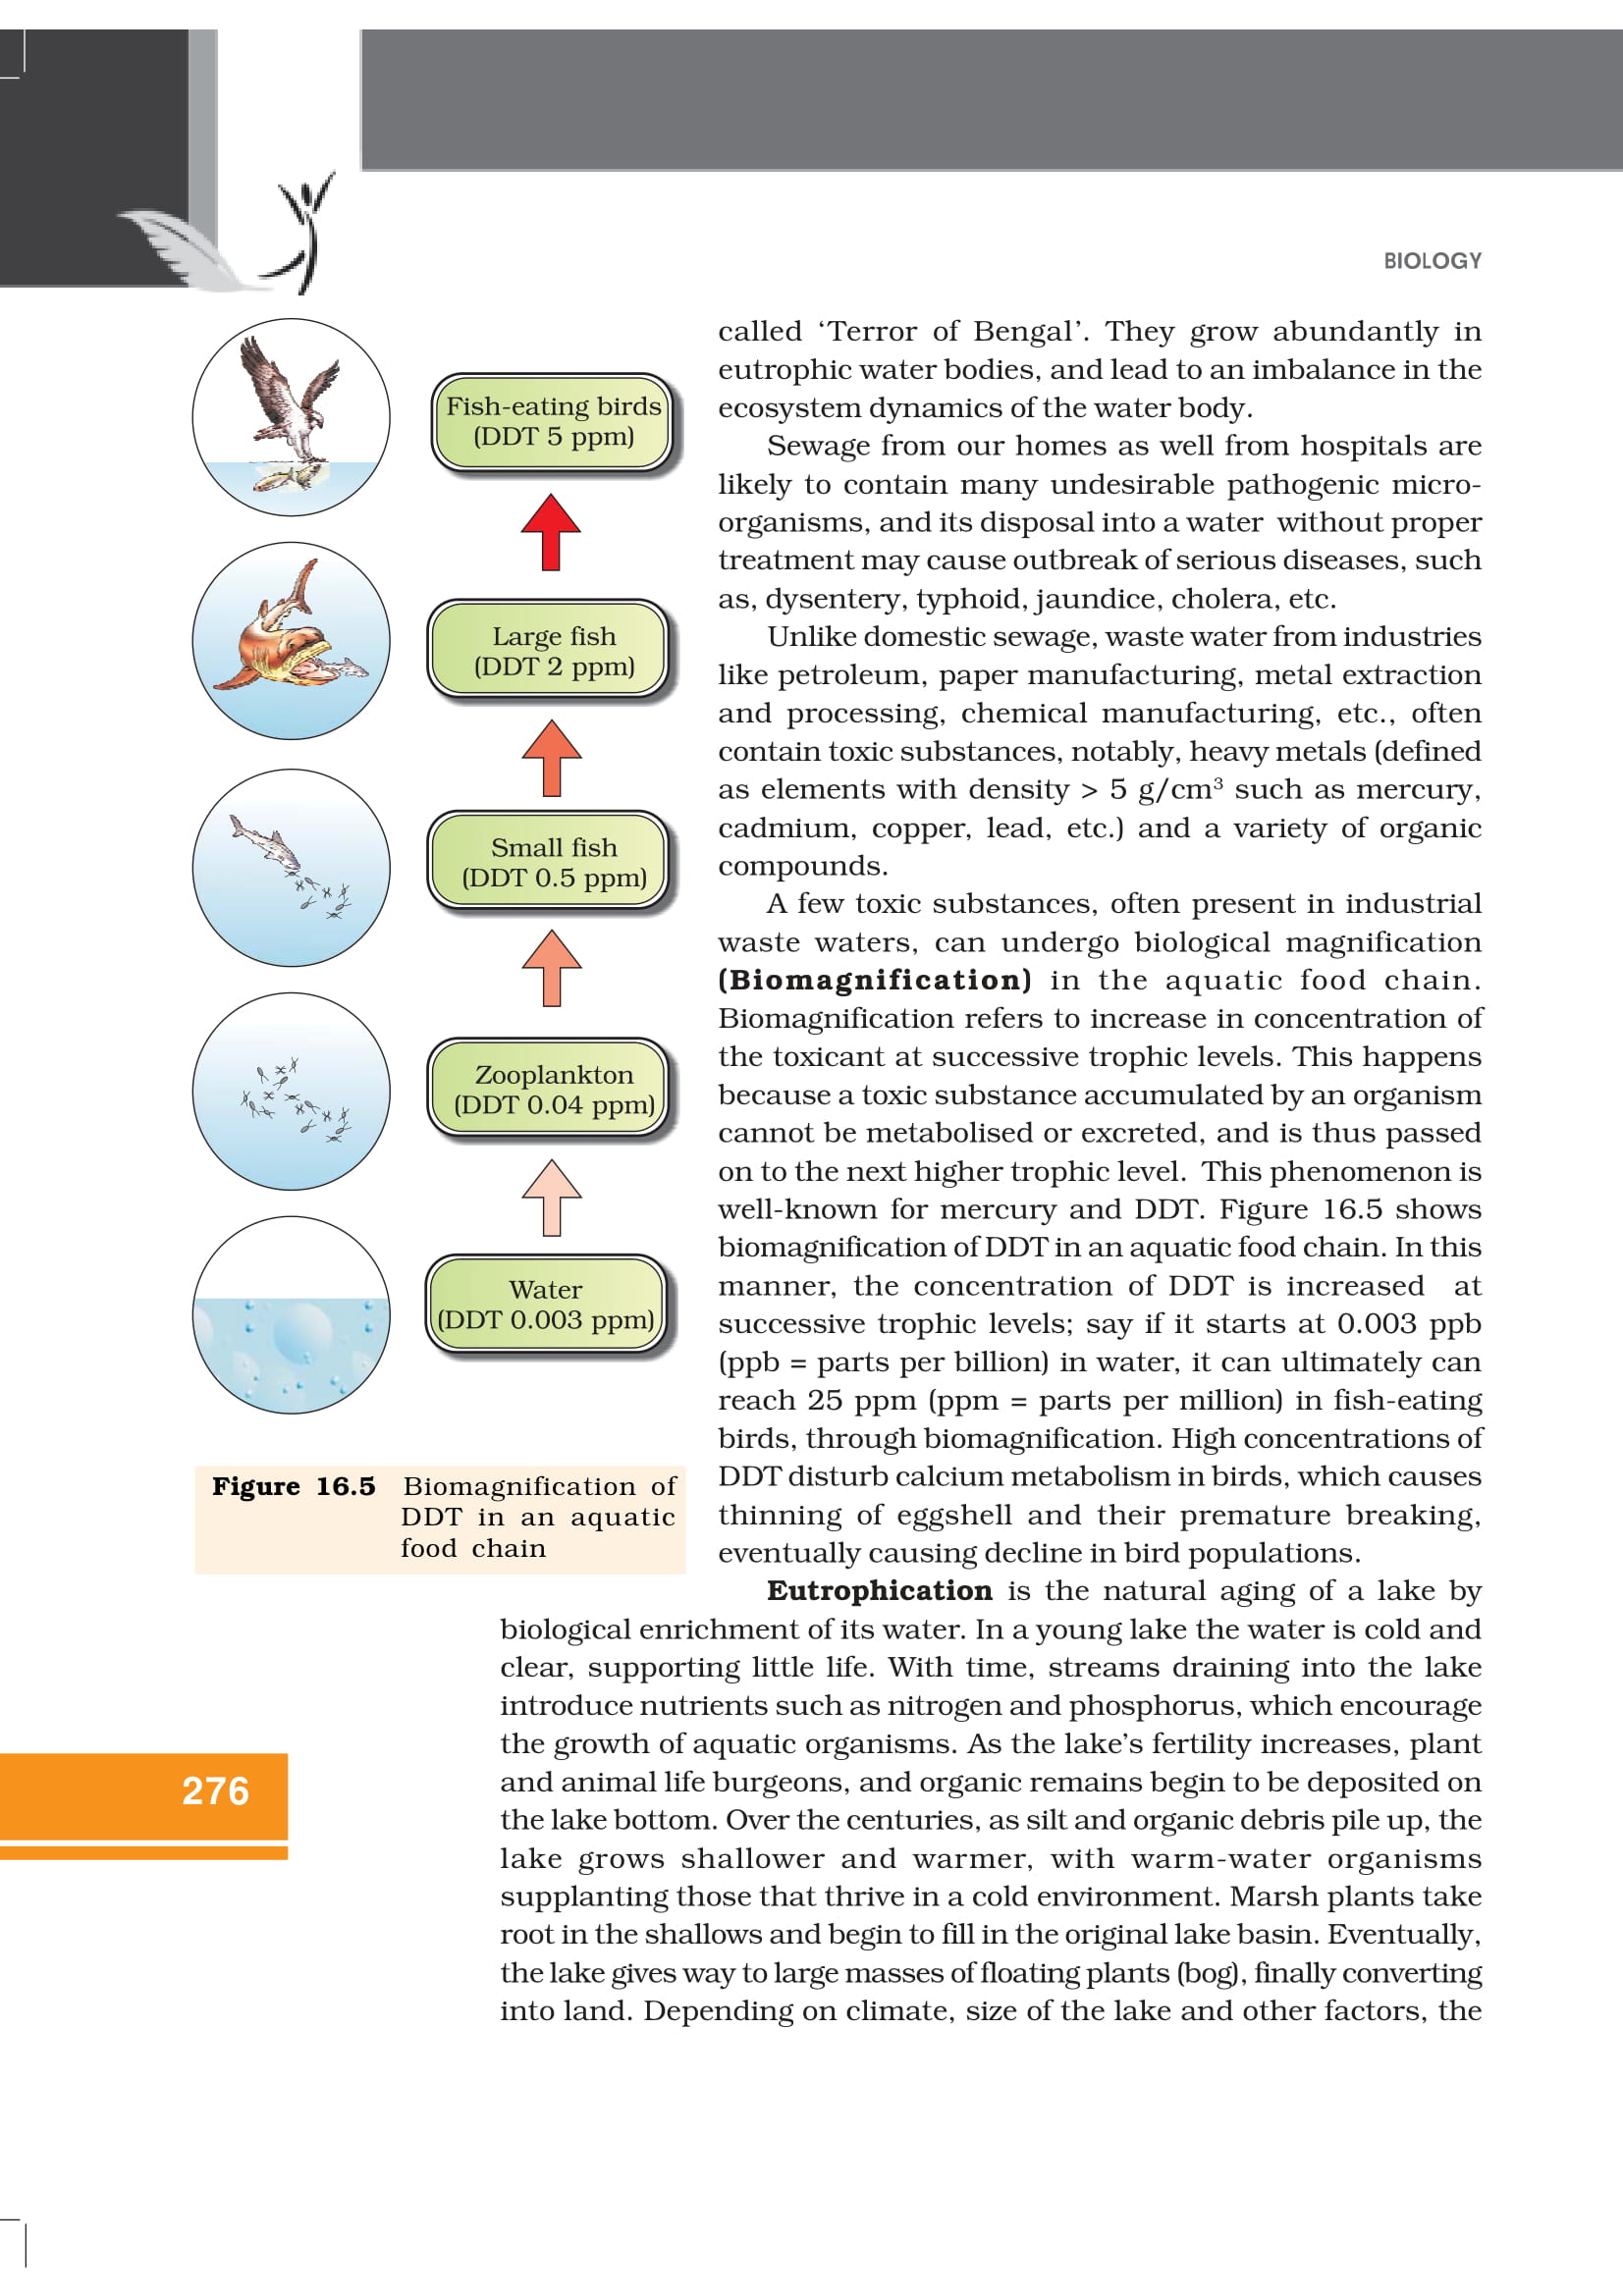 BIOLOGY
Fish-eating birds
(DDT 5 ppm)
Large fish
(DDT 2 ppm)
Small fish
(DDT 0.5 ppm)
Zooplankton
(DDT 0.04 ppm)
Water
(DDT 0.003 ppm)
Figure 16.5 Biomagnification of
DDT in an aquatic
food chain
called ‘Terror of Bengal’. They grow abundantly in
eutrophic water bodies, and lead to an imbalance in the
ecosystem dynamics of the water body.
Sewage from our homes as well from hospitals are
likely to contain many undesirable pathogenic micro-
organisms, and its disposal into a water without proper
treatment may cause outbreak of serious diseases, such
as, dysentery, typhoid, jaundice, cholera, etc.
Unlike domestic sewage, waste water from industries
like petroleum, paper manufacturing, metal extraction
and processing, chemical manufacturing, etc., often
contain toxic substances, notably, heavy metals (defined
as elements with density > 5 g/cm³ such as mercury,
cadmium, copper, lead, etc.) and a variety of organic
compounds.
A few toxic substances, often present in industrial
waste waters, can undergo biological magnification
(Biomagnification) in the aquatic food chain.
Biomagnification refers to increase in concentration of
the toxicant at successive trophic levels. This happens
because a toxic substance accumulated by an organism
cannot be metabolised or excreted, and is thus passed
on to the next higher trophic level. This phenomenon is
well-known for mercury and DDT. Figure 16.5 shows
biomagnification of DDT in an aquatic food chain. In this
manner, the concentration of DDT is increased at
successive trophic levels; say if it starts at 0.003 ppb
(ppb = parts per billion) in water, it can ultimately can
reach 25 ppm (ppm = parts per million) in fish-eating
birds, through biomagnification. High concentrations of
DDT disturb calcium metabolism in birds, which causes
thinning of eggshell and their premature breaking,
eventually causing decline in bird populations.
Eutrophication is the natural aging of a lake by
biological enrichment of its water. In a young lake the water is cold and
clear, supporting little life. With time, streams draining into the lake
introduce nutrients such as nitrogen and phosphorus, which encourage
the growth of aquatic organisms. As the lake’s fertility increases, plant
and animal life burgeons, and organic remains begin to be deposited on
the lake bottom. Over the centuries, as silt and organic debris pile up, the
lake grows shallower and warmer, with warm-water organisms
supplanting those that thrive in a cold environment. Marsh plants take
root in the shallows and begin to fill in the original lake basin. Eventually,
the lake gives way to large masses of floating plants (bog), finally converting
into land. Depending on climate, size of the lake and other factors, the
276